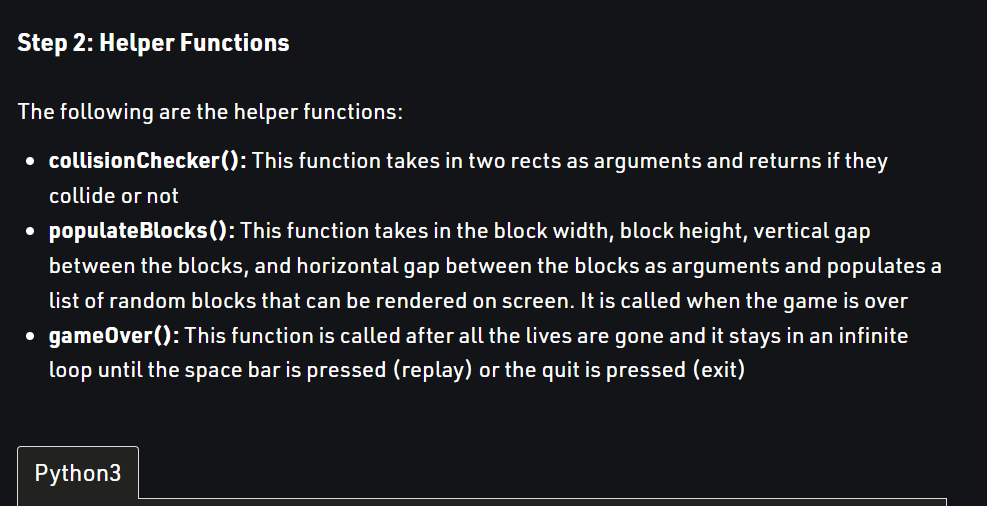 Step 2: Helper Functions
The following are the helper functions:
• collisionChecker(): This function takes in two rects as arguments and returns if they
collide or not
• populateBlocks(): This function takes in the block width, block height, vertical gap
between the blocks, and horizontal gap between the blocks as arguments and populates a
list of random blocks that can be rendered on screen. It is called when the game is over
• gameOver(): This function is called after all the lives are gone and it stays in an infinite
loop until the space bar is pressed (replay) or the quit is pressed (exit)
Python3